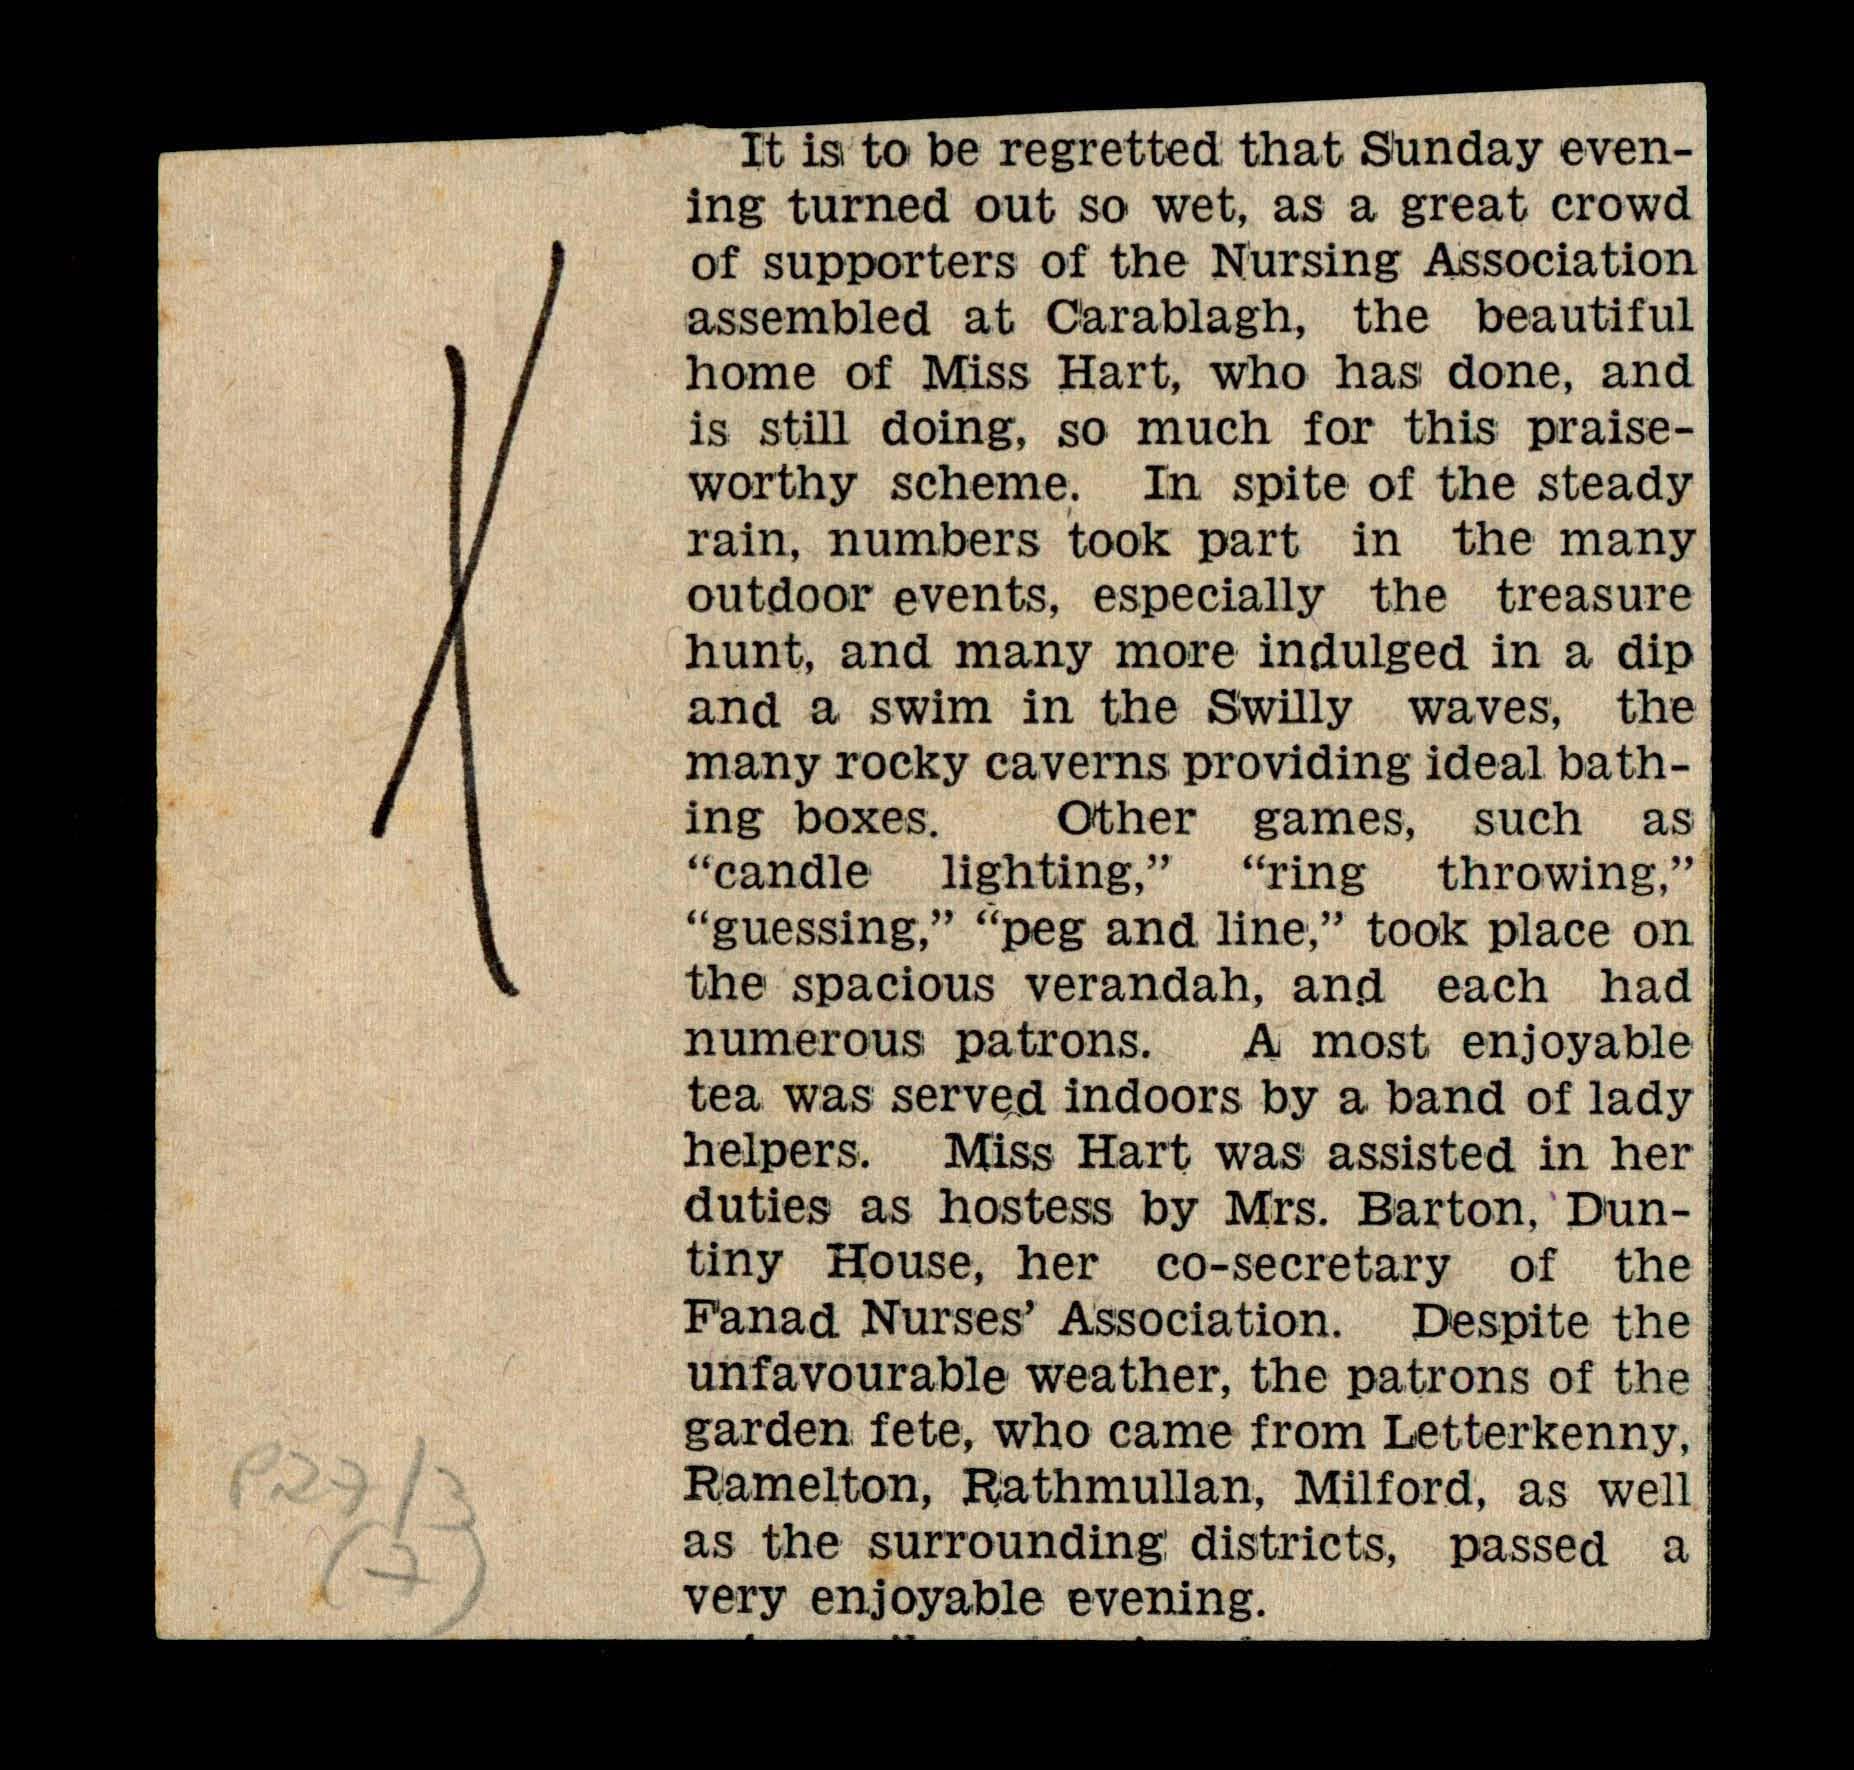 It is to be regretted that Sunday even-
ing turned out so wet, as a great crowd
of supporters of the Nursing Association
assembled at Carablagh, the beautiful
home of Miss Hart, who has done, and
is still doing, so much for this praise-
worthy scheme. In spite of the steady
rain, numbers took part in the many
outdoor events, especially the treasure
hunt, and many more indulged in a dip
and a swim in the Swilly waves, the
many rocky caverns providing ideal bath-
ing boxes. Other games, such as
“candle lighting,” “ring throwing,”
“guessing,” “peg and line,” took place on
the spacious verandah, and each had
numerous patrons. A most enjoyable
tea was served indoors by a band of lady
helpers. Miss Hart was assisted in her
duties as hostess by Mrs. Barton, Dun-
tiny House, her co-secretary of the
Fanad Nurses’ Association. Despite the
unfavourable weather, the patrons of the
garden fete, who came from Letterkenny,
Ramelton, Rathmullan, Milford, as well
as the surrounding districts, passed a
very enjoyable evening.
X
P27/3
(7)